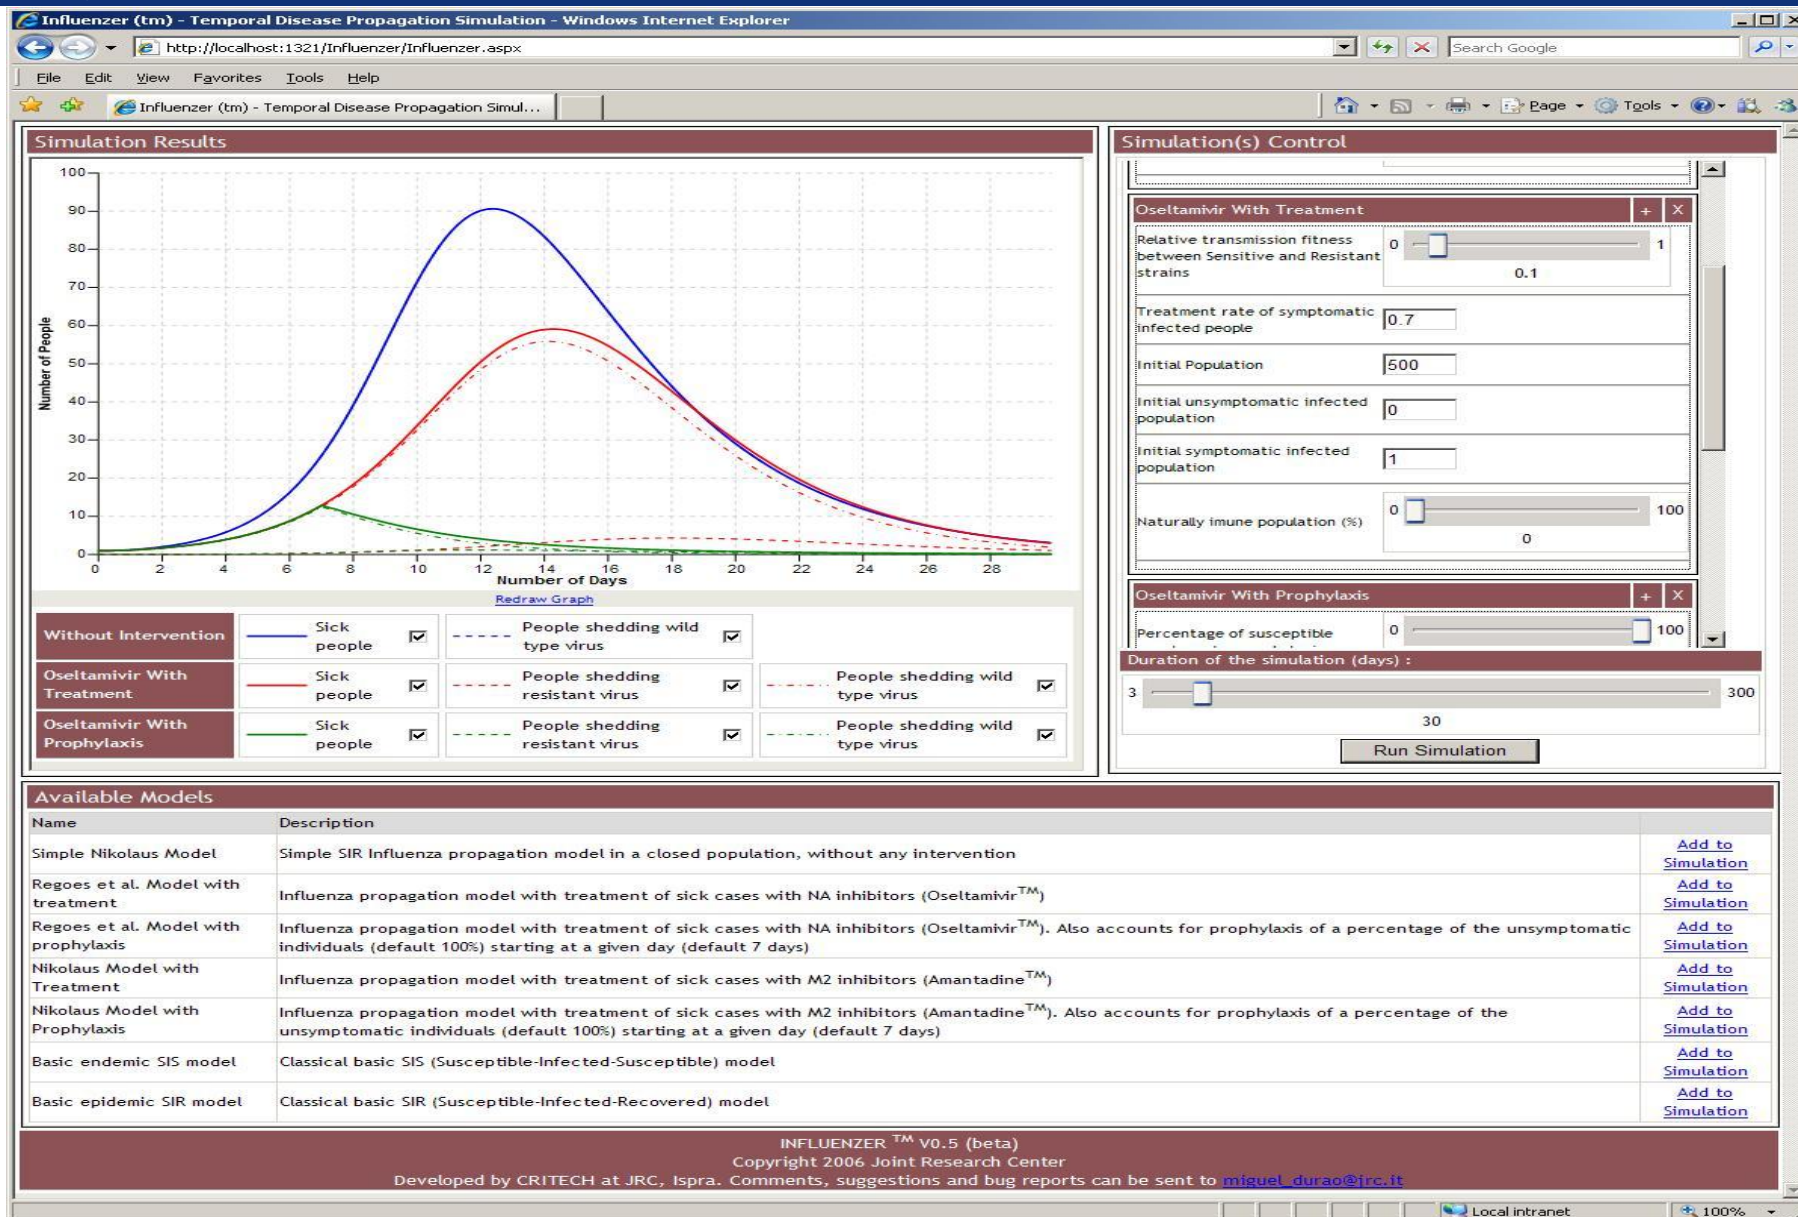 Influenzer (tm) - Temporal Disease Propagation Simulation - Windows Internet Explorer
http://localhost:1321/Influenzer/Influenzer.aspx
Search Google
File Edit View Favorites Tools Help
Influenzer (tm) - Temporal Disease Propagation Simul...
Page Tools
Simulation Results
100
90
80
70
60
50
40
30
20
10
0
Number of People
0 2 4 6 8 10 12 14 16 18 20 22 24 26 28
Number of Days
Redraw Graph
Without Intervention
Sick
people
People shedding wild
type virus
Oseltamivir With
Treatment
Sick
people
People shedding
resistant virus
People shedding wild
type virus
Oseltamivir With
Prophylaxis
Sick
people
People shedding
resistant virus
People shedding wild
type virus
Simulation(s) Control
Oseltamivir With Treatment + X
Relative transmission fitness
between Sensitive and Resistant
strains
0 1
0.1
Treatment rate of symptomatic
infected people
0.7
Initial Population
500
Initial unsymptomatic infected
population
0
Initial symptomatic infected
population
1
Naturally imune population (%)
0 100
0
Oseltamivir With Prophylaxis + X
Percentage of susceptible
0 100
Duration of the simulation (days) :
3 300
30
Run Simulation
Available Models
Name Description
Simple Nikolaus Model
Simple SIR Influenza propagation model in a closed population, without any intervention
Add to
Simulation
Regoes et al. Model with
treatment
Influenza propagation model with treatment of sick cases with NA inhibitors (Oseltamivir™)
Add to
Simulation
Regoes et al. Model with
prophylaxis
Influenza propagation model with treatment of sick cases with NA inhibitors (Oseltamivir™). Also accounts for prophylaxis of a percentage of the unsymptomatic
individuals (default 100%) starting at a given day (default 7 days)
Add to
Simulation
Nikolaus Model with
Treatment
Influenza propagation model with treatment of sick cases with M2 inhibitors (Amantadine™)
Add to
Simulation
Nikolaus Model with
Prophylaxis
Influenza propagation model with treatment of sick cases with M2 inhibitors (Amantadine™). Also accounts for prophylaxis of a percentage of the
unsymptomatic individuals (default 100%) starting at a given day (default 7 days)
Add to
Simulation
Basic endemic SIS model
Classical basic SIS (Susceptible-Infected-Susceptible) model
Add to
Simulation
Basic epidemic SIR model
Classical basic SIR (Susceptible-Infected-Recovered) model
Add to
Simulation
INFLUENZER ™ V0.5 (beta)
Copyright 2006 Joint Research Center
Developed by CRITECH at JRC, Ispra. Comments, suggestions and bug reports can be sent to miguel_durao@jrc.it
Local intranet 100%